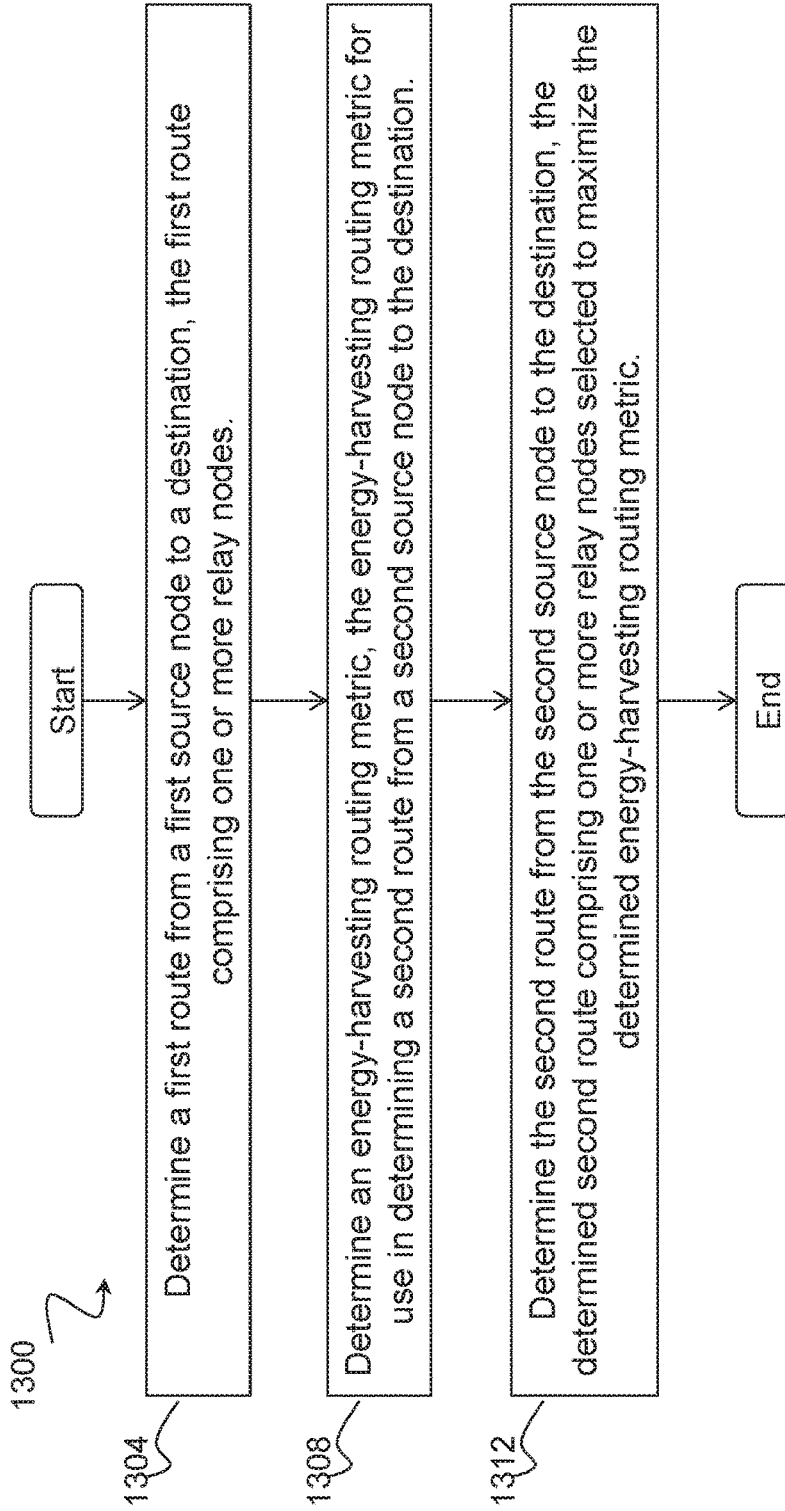 1300
Start
1304
Determine a first route from a first source node to a destination, the first route
comprising one or more relay nodes.
1308
Determine an energy-harvesting routing metric, the energy-harvesting routing metric for
use in determining a second route from a second source node to the destination.
1312
Determine the second route from the second source node to the destination, the
determined second route comprising one or more relay nodes selected to maximize the
determined energy-harvesting routing metric.
End